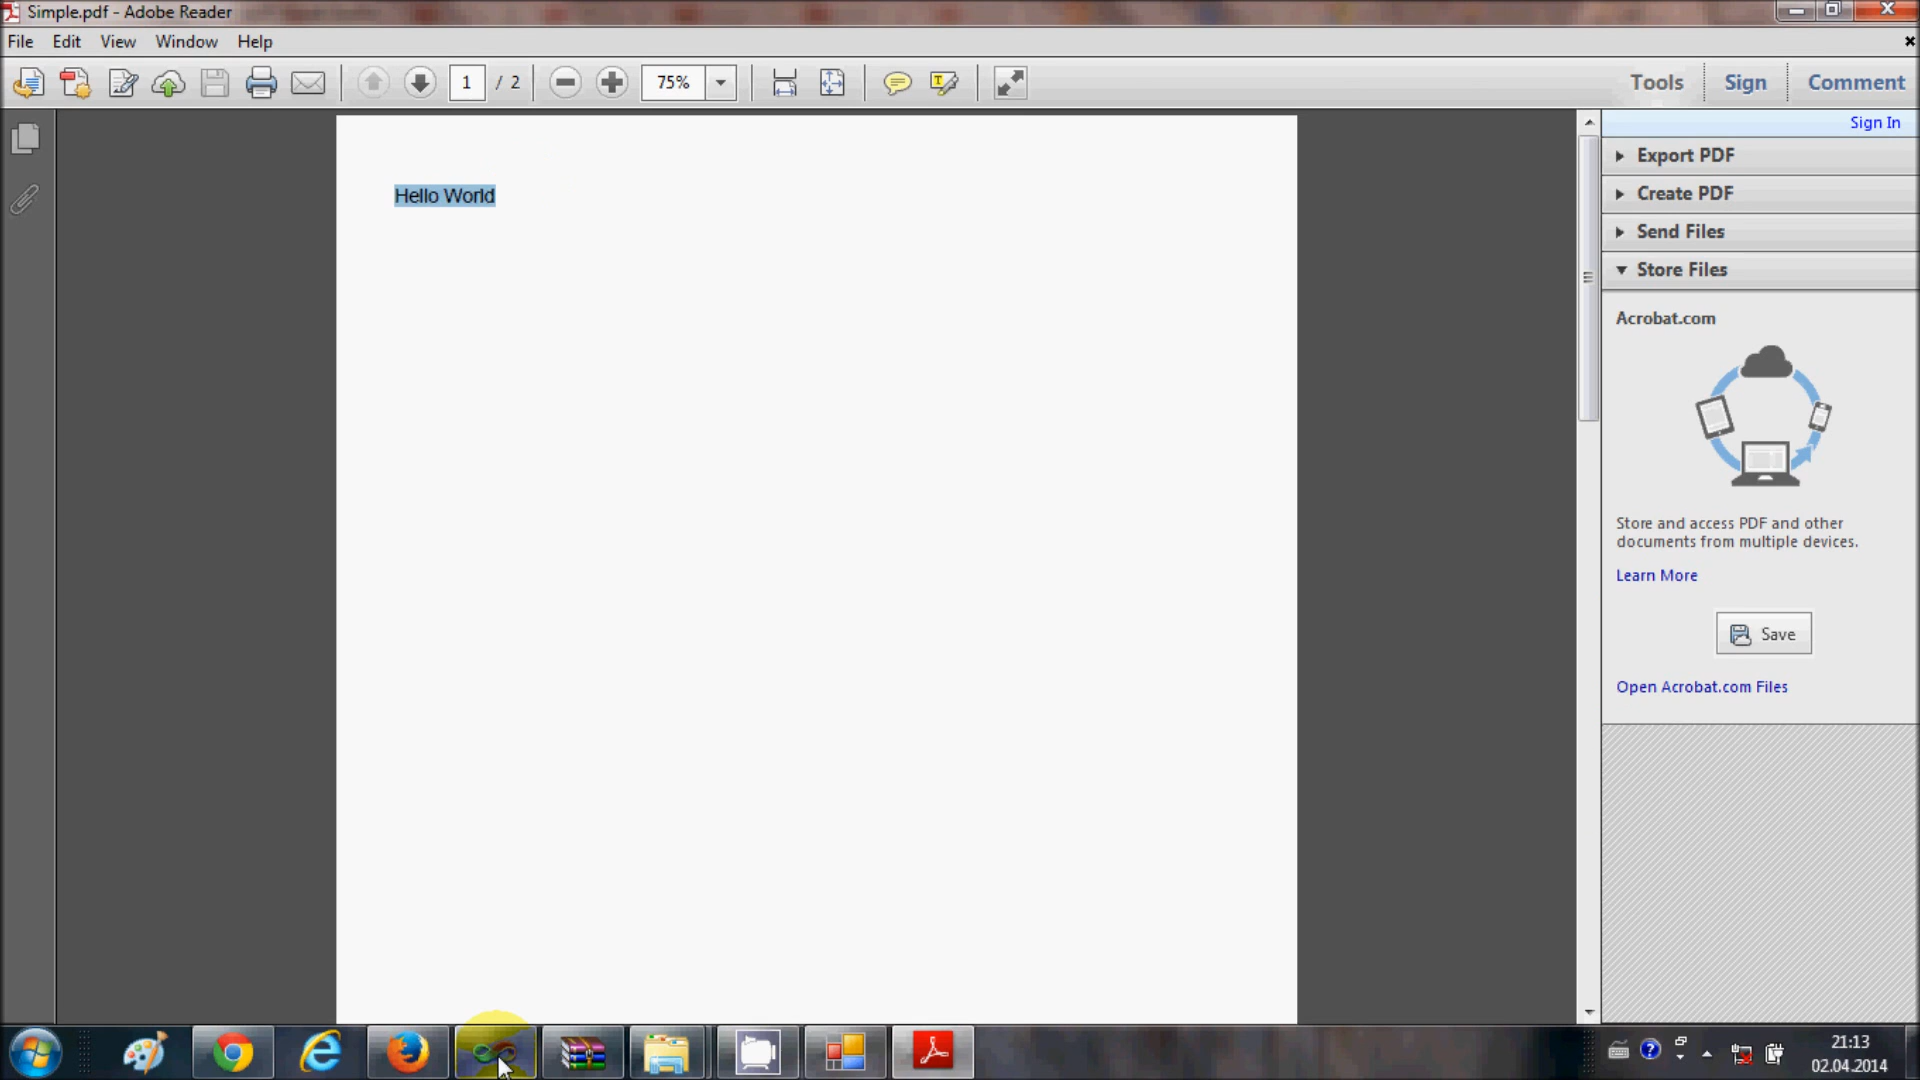 Simple.pdf - Adobe Reader
File Edit View Window Help
1 / 2 75% Tools Sign Comment
Sign In
Export PDF
Create PDF
Send Files
Store Files
Acrobat.com
Store and access PDF and other
documents from multiple devices.
Learn More
Save
Open Acrobat.com Files
Hello World
21:13
02.04.2014